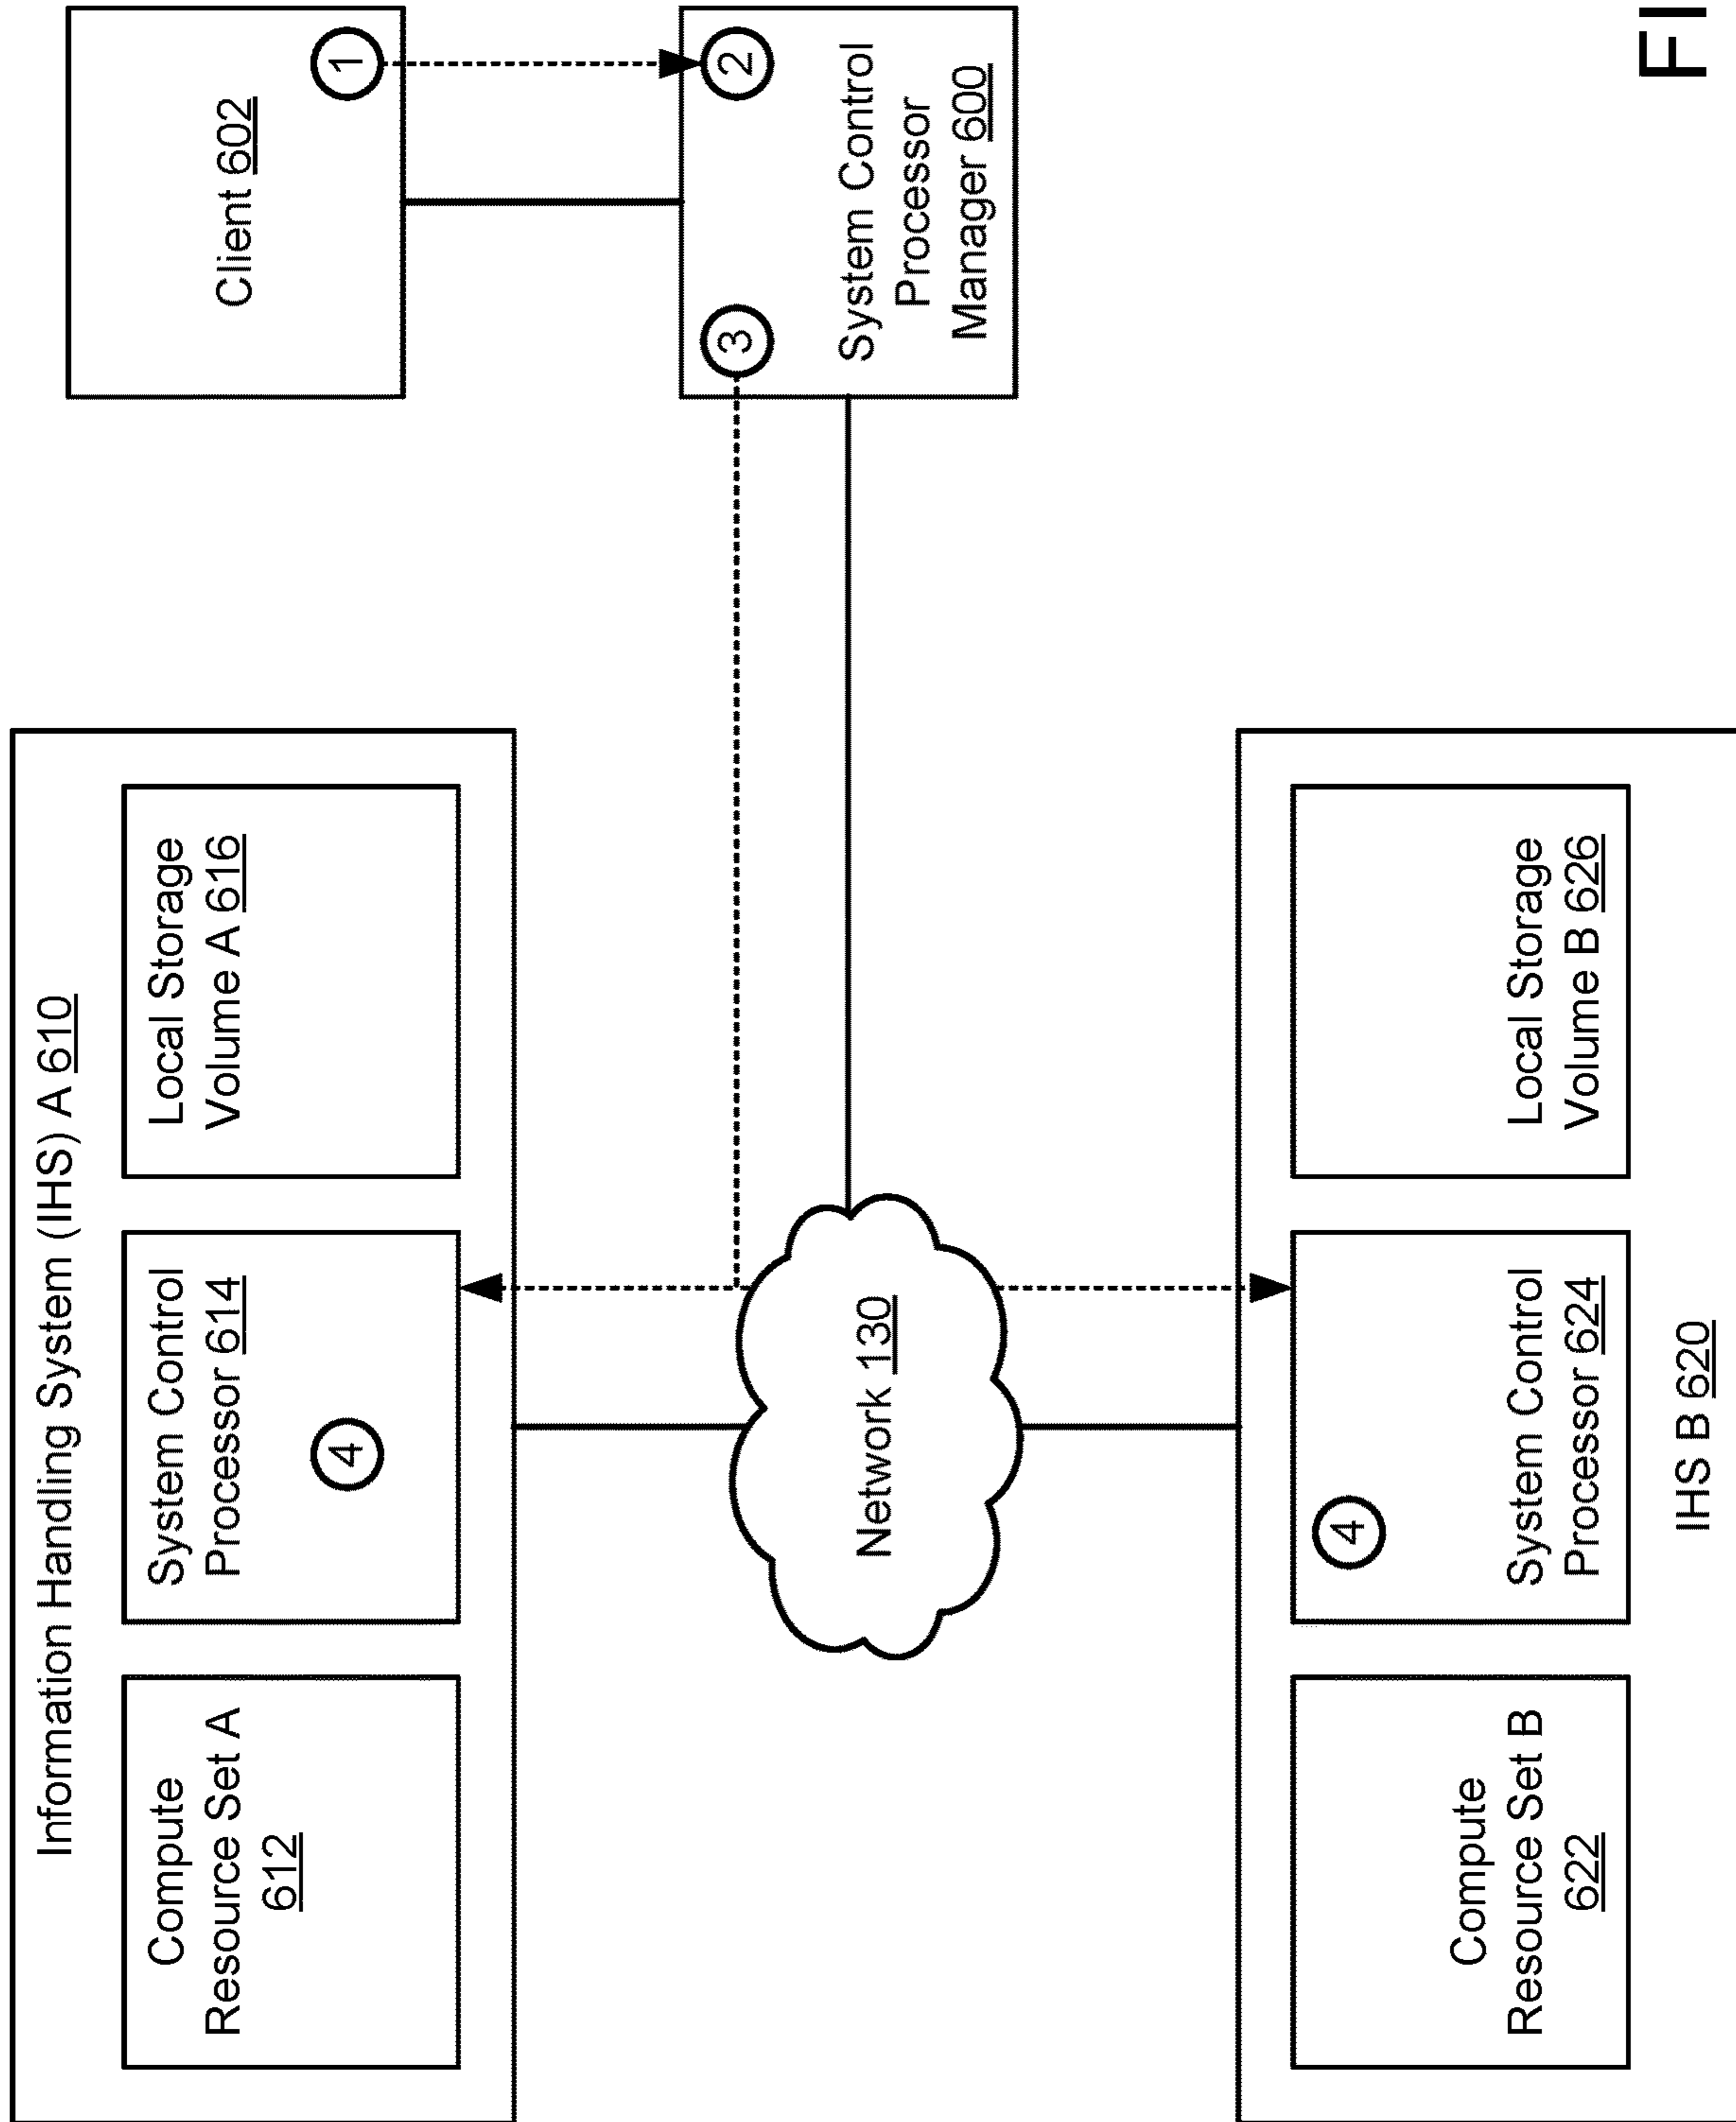 Information Handling System (IHS) A 610
Compute
Resource Set A
612
System Control
Processor 614
4
Local Storage
Volume A 616
Client 602
1
2
3
System Control
Processor
Manager 600
Network 130
Compute
Resource Set B
622
4
System Control
Processor 624
Local Storage
Volume B 626
IHS B 620
FI